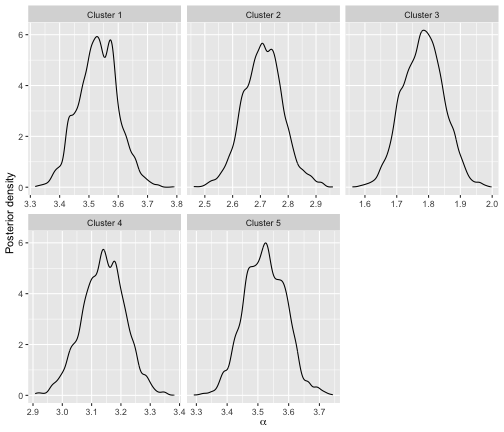 Cluster 1
Cluster 2
Cluster 3
6
4
2
0
3.3 3.4 3.5 3.6 3.7 3.8
2.5 2.6 2.7 2.8 2.9
1.6 1.7 1.8 1.9 2.0
Posterior density
Cluster 4
Cluster 5
6
4
2
0
2.9 3.0 3.1 3.2 3.3 3.4
3.3 3.4 3.5 3.6 3.7
α